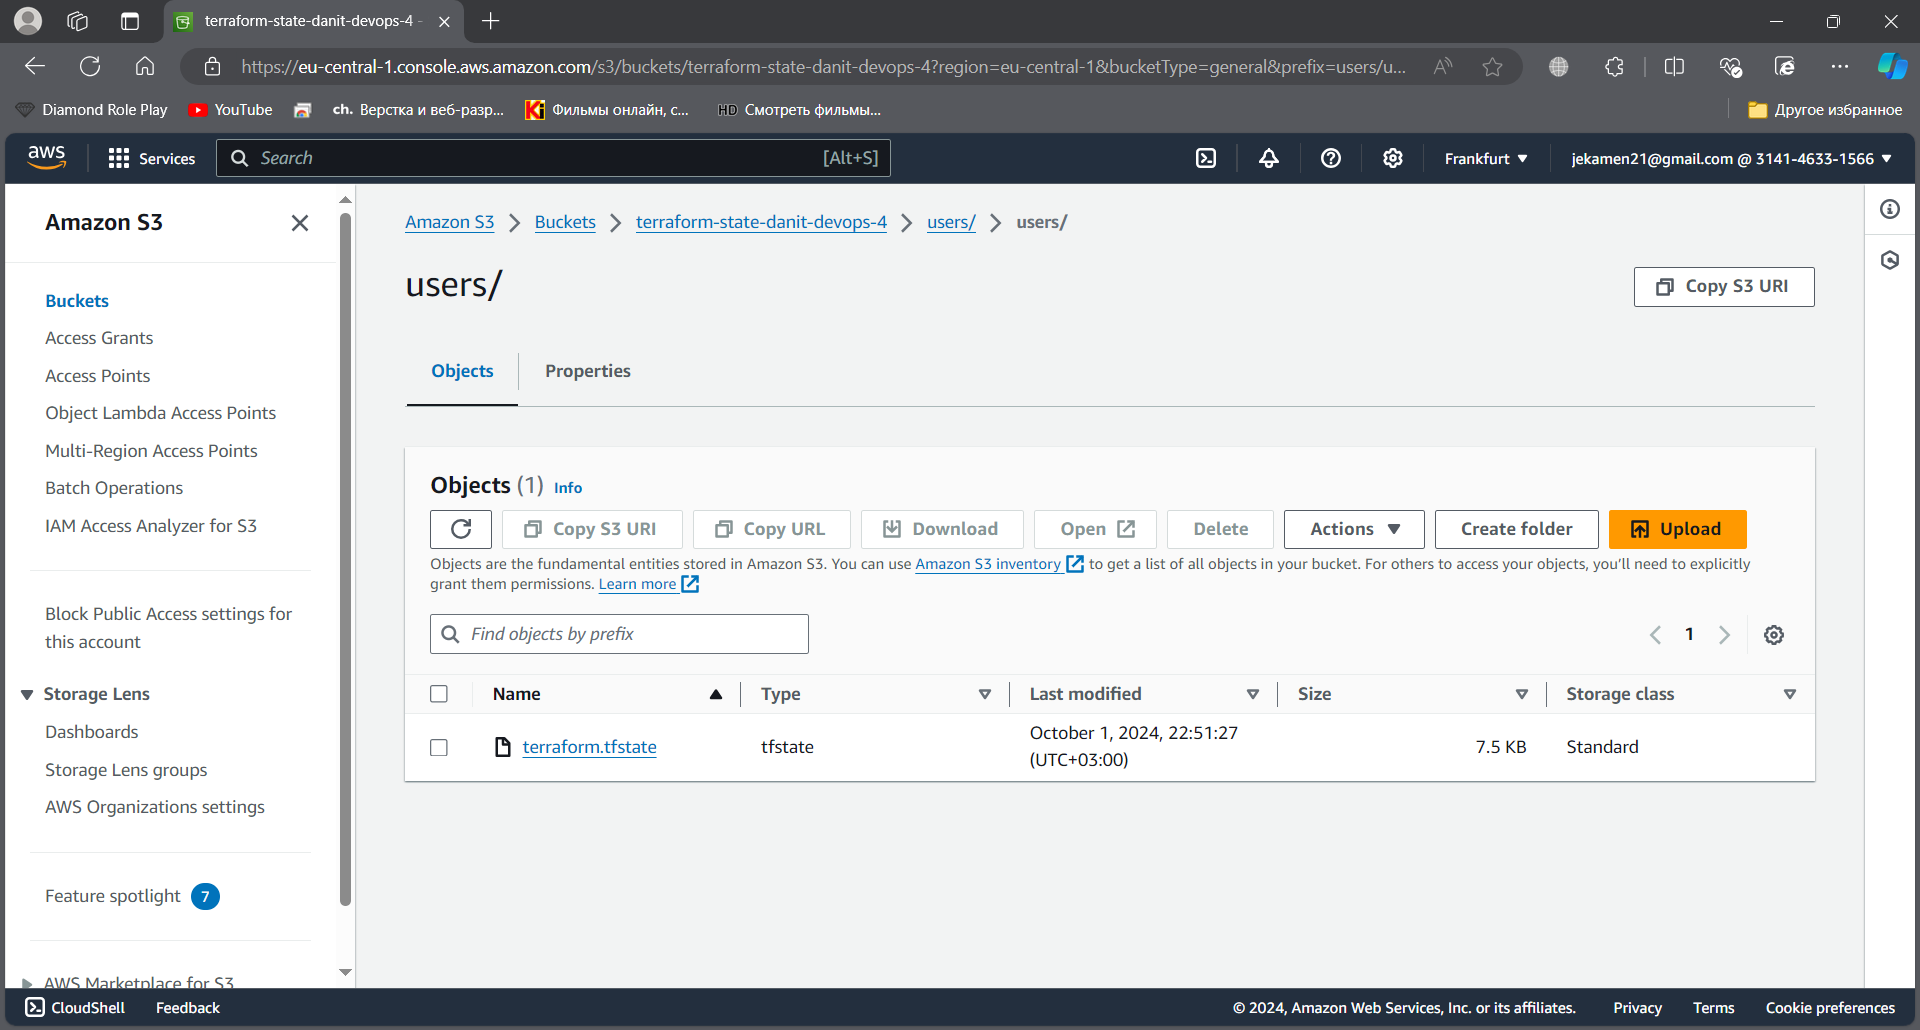 terraform-state-danit-devops-4 -
https://eu-central-1.console.aws.amazon.com/s3/buckets/terraform-state-danit-devops-4?region=eu-central-1&bucketType=general&prefix=users/u...
Diamond Role Play
YouTube
ch. Верстка и веб-разр...
Фильмы онлайн, с...
HD Смотреть фильмы...
Другое избранное
aws
Services
Search
[Alt+S]
Frankfurt
jekamen21@gmail.com @ 3141-4633-1566
Amazon S3
Buckets
Access Grants
Access Points
Object Lambda Access Points
Multi-Region Access Points
Batch Operations
IAM Access Analyzer for S3
Block Public Access settings for
this account
Storage Lens
Dashboards
Storage Lens groups
AWS Organizations settings
Feature spotlight 7
AWS Marketplace for S3
Amazon S3 > Buckets > terraform-state-danit-devops-4 > users/ > users/
users/
Copy S3 URI
Objects
Properties
Objects (1) Info
Copy S3 URI
Copy URL
Download
Open
Delete
Actions
Create folder
Upload
Objects are the fundamental entities stored in Amazon S3. You can use Amazon S3 inventory to get a list of all objects in your bucket. For others to access your objects, you'll need to explicitly
grant them permissions. Learn more
Find objects by prefix
1
Name
Type
Last modified
Size
Storage class
terraform.tfstate
tfstate
October 1, 2024, 22:51:27
(UTC+03:00)
7.5 KB
Standard
CloudShell
Feedback
© 2024, Amazon Web Services, Inc. or its affiliates.
Privacy
Terms
Cookie preferences